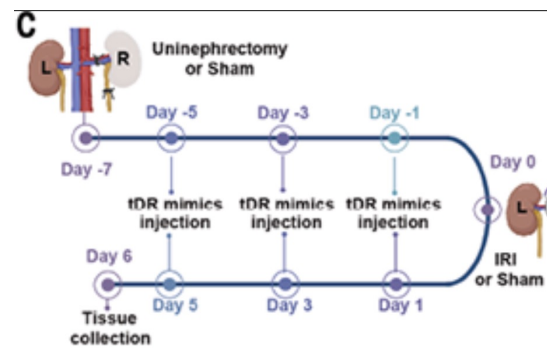 C
L
R
Uninephrectomy
or Sham
Day -5
Day -3
Day -1
Day -7
Day 0
tDR mimics
injection
tDR mimics
injection
tDR mimics
injection
L
IRI
or Sham
Day 6
Day 5
Day 3
Day 1
Tissue
collection